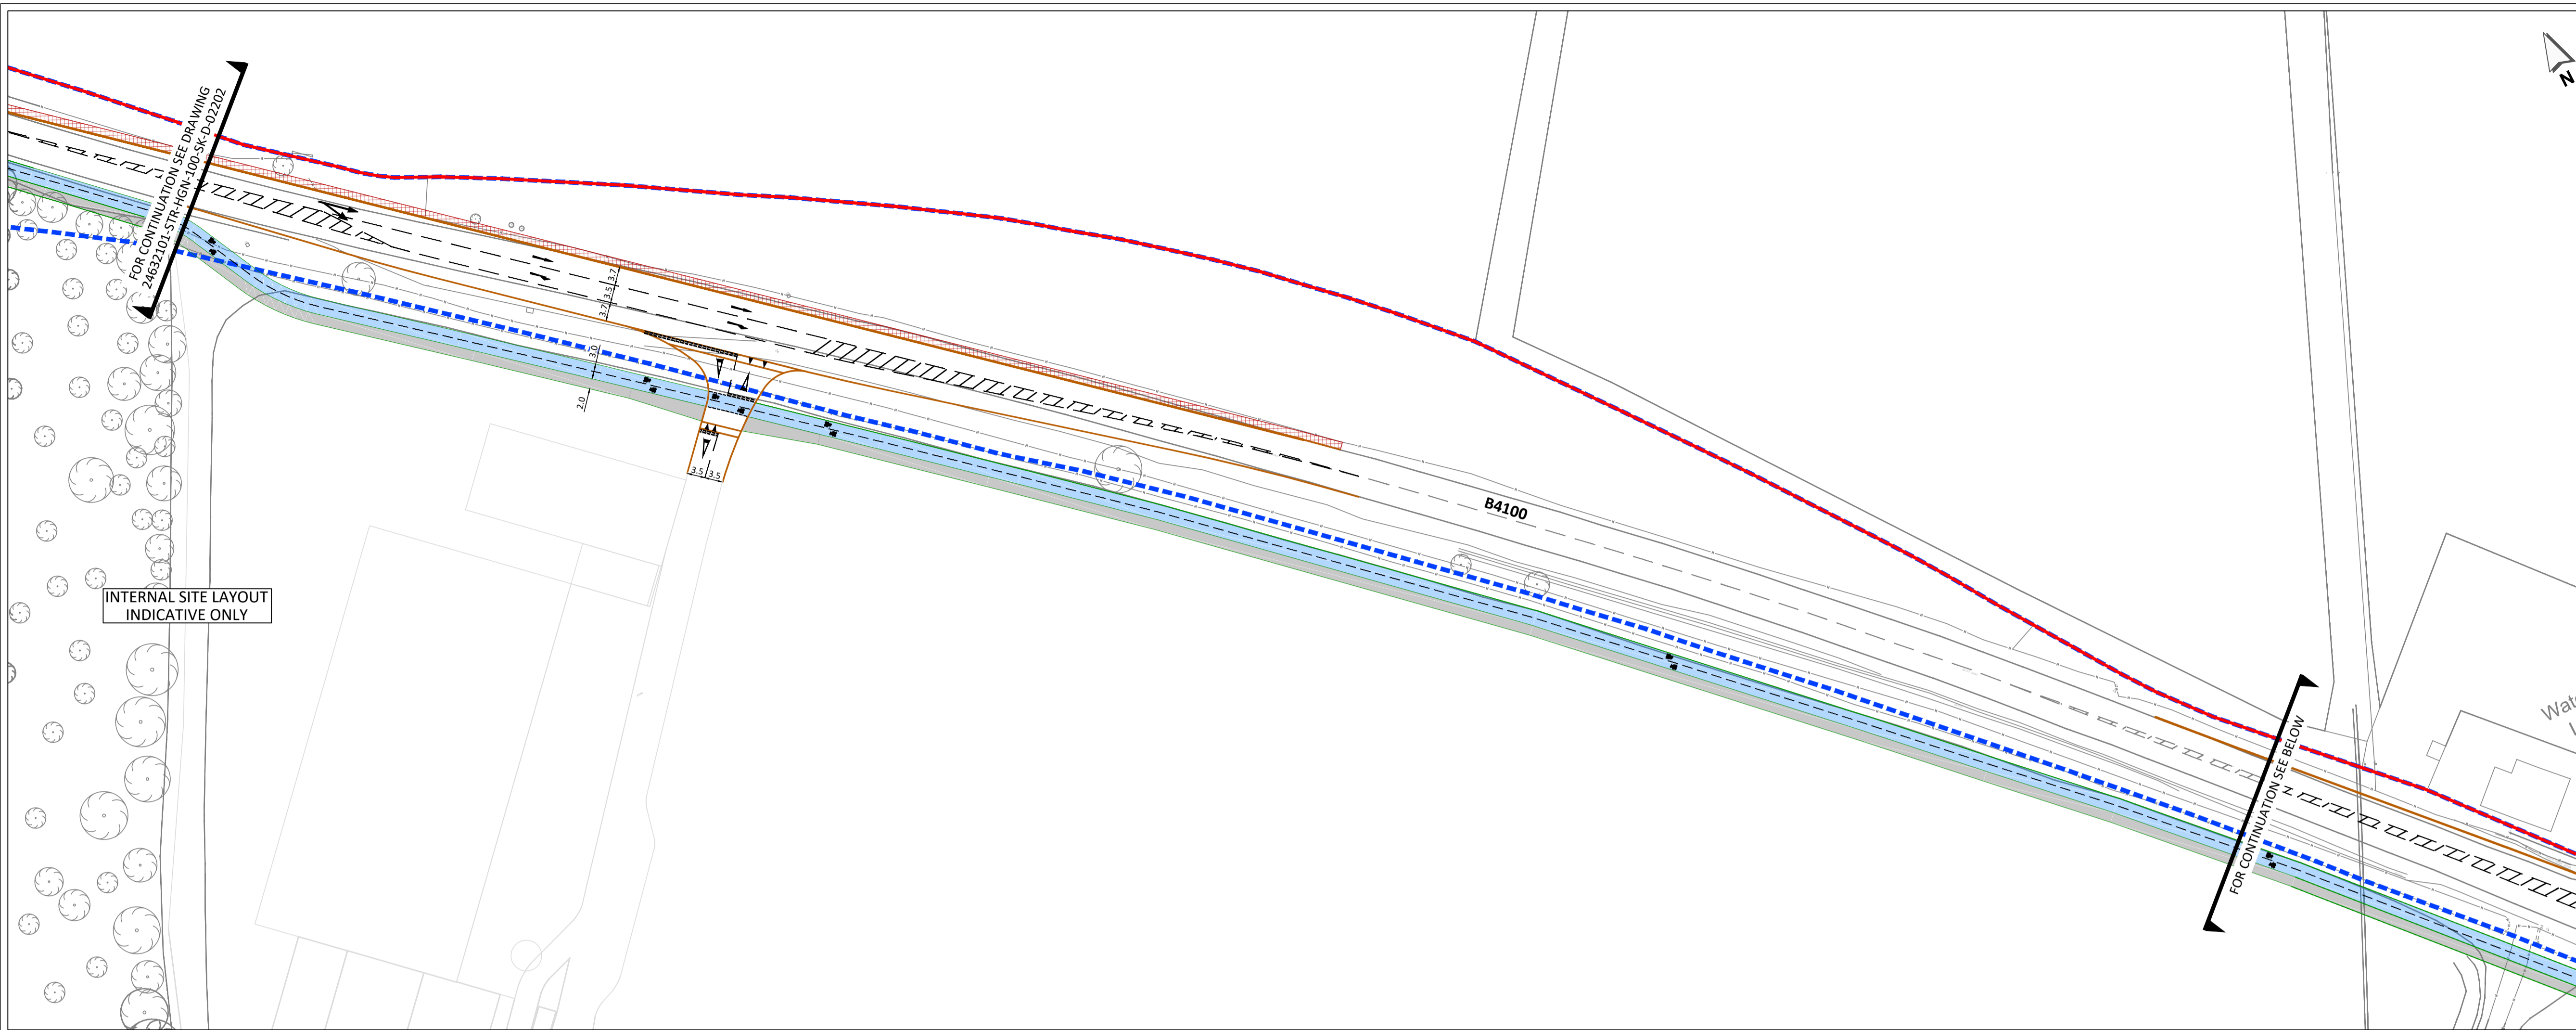 FOR CONTINUATION SEE DRAWING
24632101-STR-HGN-100-SK-D-02202
N
3.7
3.5
3.7
3.0
2.0
3.5
3.5
B4100
INTERNAL SITE LAYOUT
INDICATIVE ONLY
FOR CONTINUATION SEE BELOW